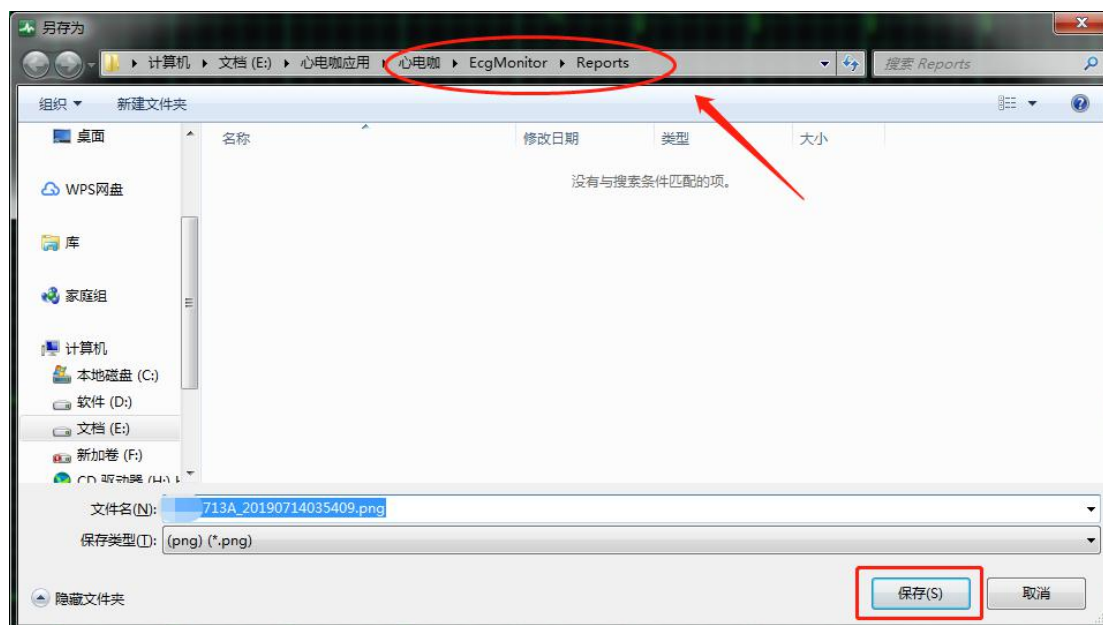 另存为
计算机 文档 (E:) 心电咖应用 心电咖 EcgMonitor Reports 搜索 Reports
组织 新建文件夹
桌面 名称 修改日期 类型 大小
没有与搜索条件匹配的项。
WPS网盘
库
家庭组
计算机
本地磁盘 (C:)
软件 (D:)
文档 (E:)
新加卷 (F:)
CD 驱动器 (H:)
文件名(N): 713A_20190714035409.png
保存类型(T): (png) (*.png)
隐藏文件夹 保存(S) 取消